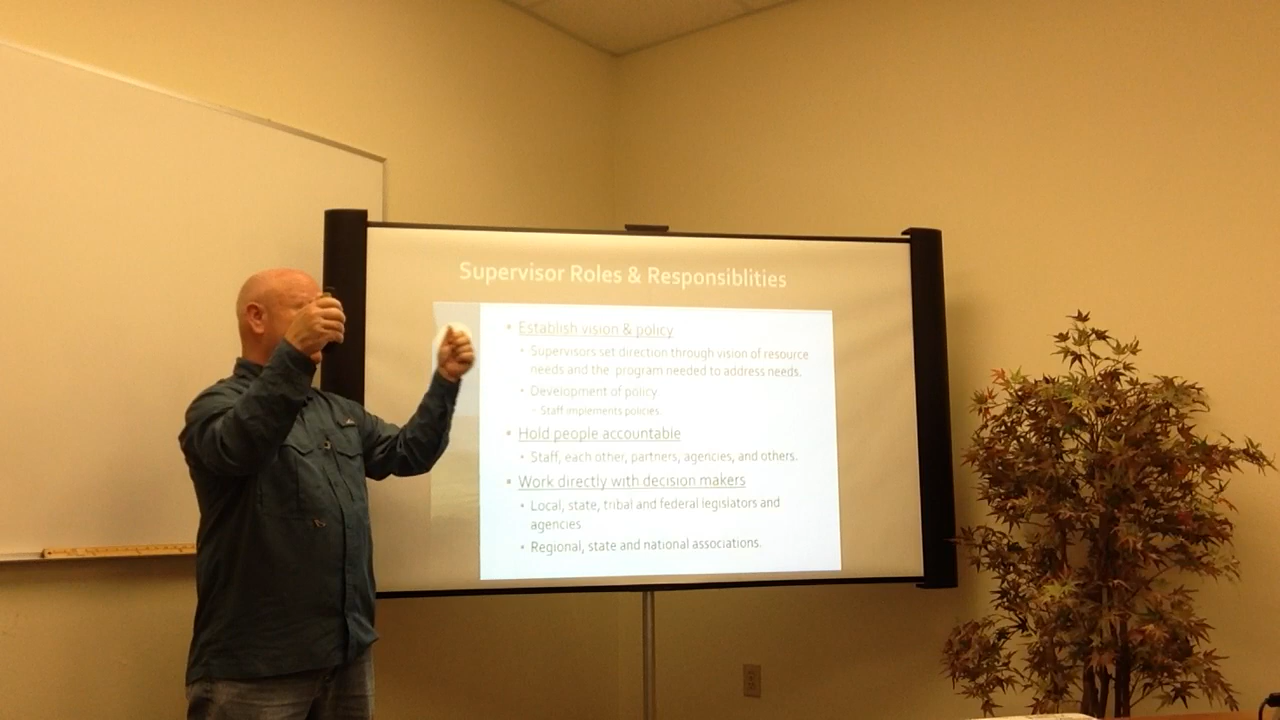 Supervisor Roles & Responsiblities
• Establish vision & policy
• Supervisors set direction through vision of resource
needs and the program needed to address needs.
• Development of policy
- Staff implements policies
• Hold people accountable
• Staff, each other, partners, agencies, and others.
• Work directly with decision makers
• Local, state, tribal and federal legislators and
agencies
• Regional, state and national associations.